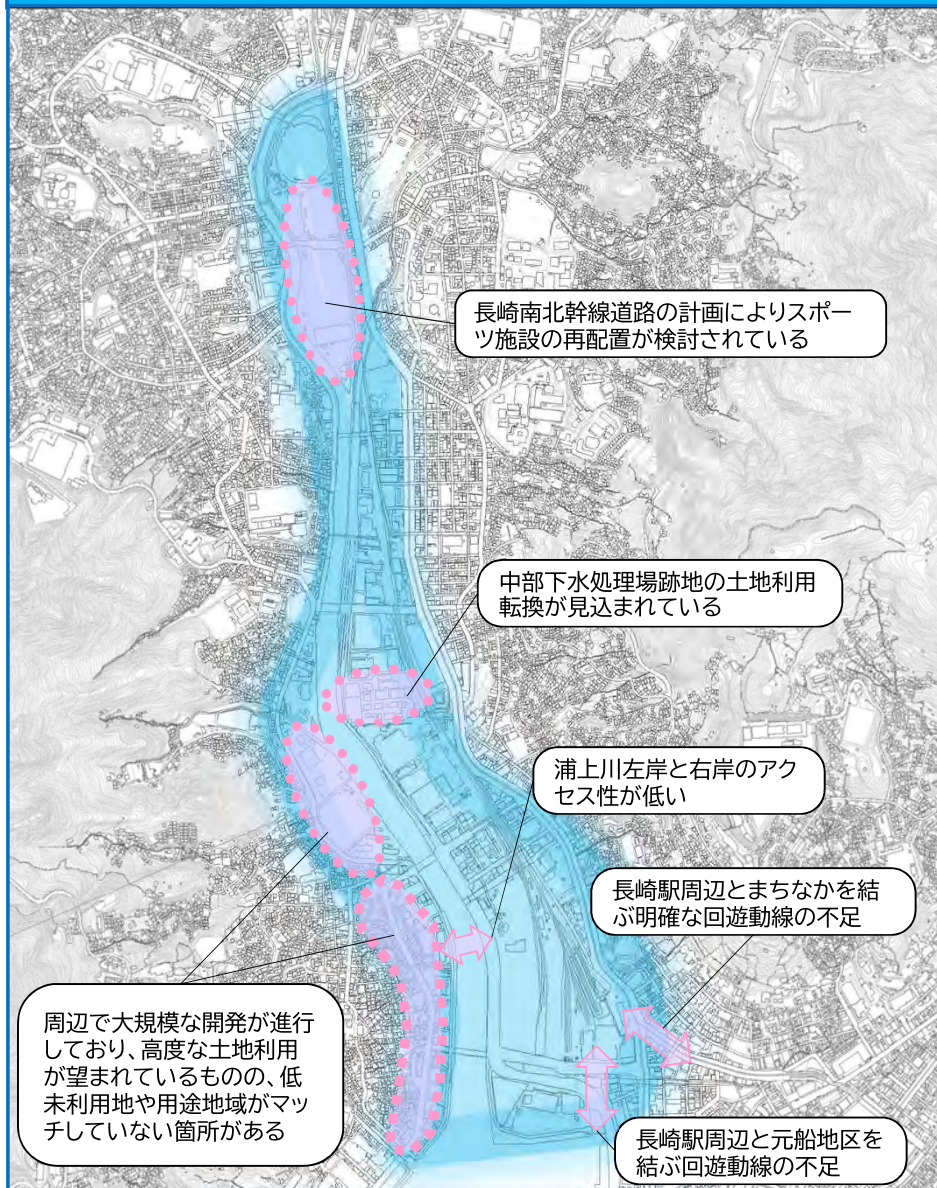 長崎南北幹線道路の計画によりスポー
ツ施設の再配置が検討されている
中部下水処理場跡地の土地利用
転換が見込まれている
浦上川左岸と右岸のアク
セス性が低い
長崎駅周辺とまちなかを結
ぶ明確な回遊動線の不足
周辺で大規模な開発が進行
しており、高度な土地利用
が望まれているものの、低
未利用地や用途地域がマッ
チしていない箇所がある
長崎駅周辺と元船地区を
結ぶ回遊動線の不足